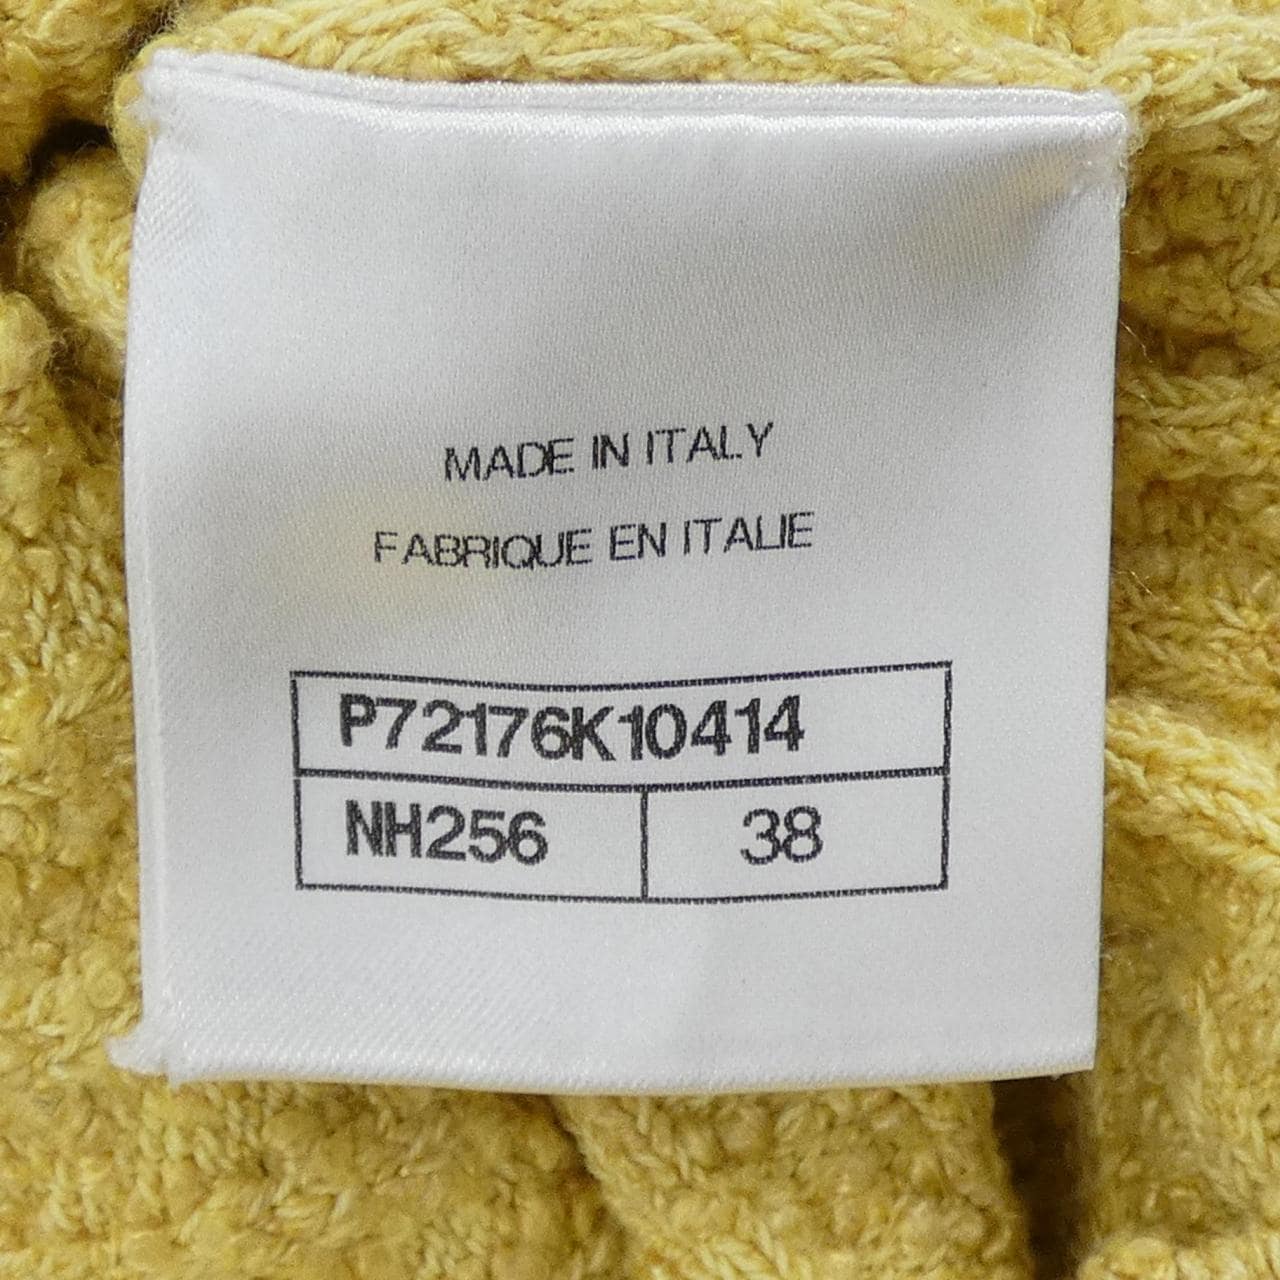 MADE IN ITALY
FABRIQUE EN ITALIE
P72176K10414
NH256 38